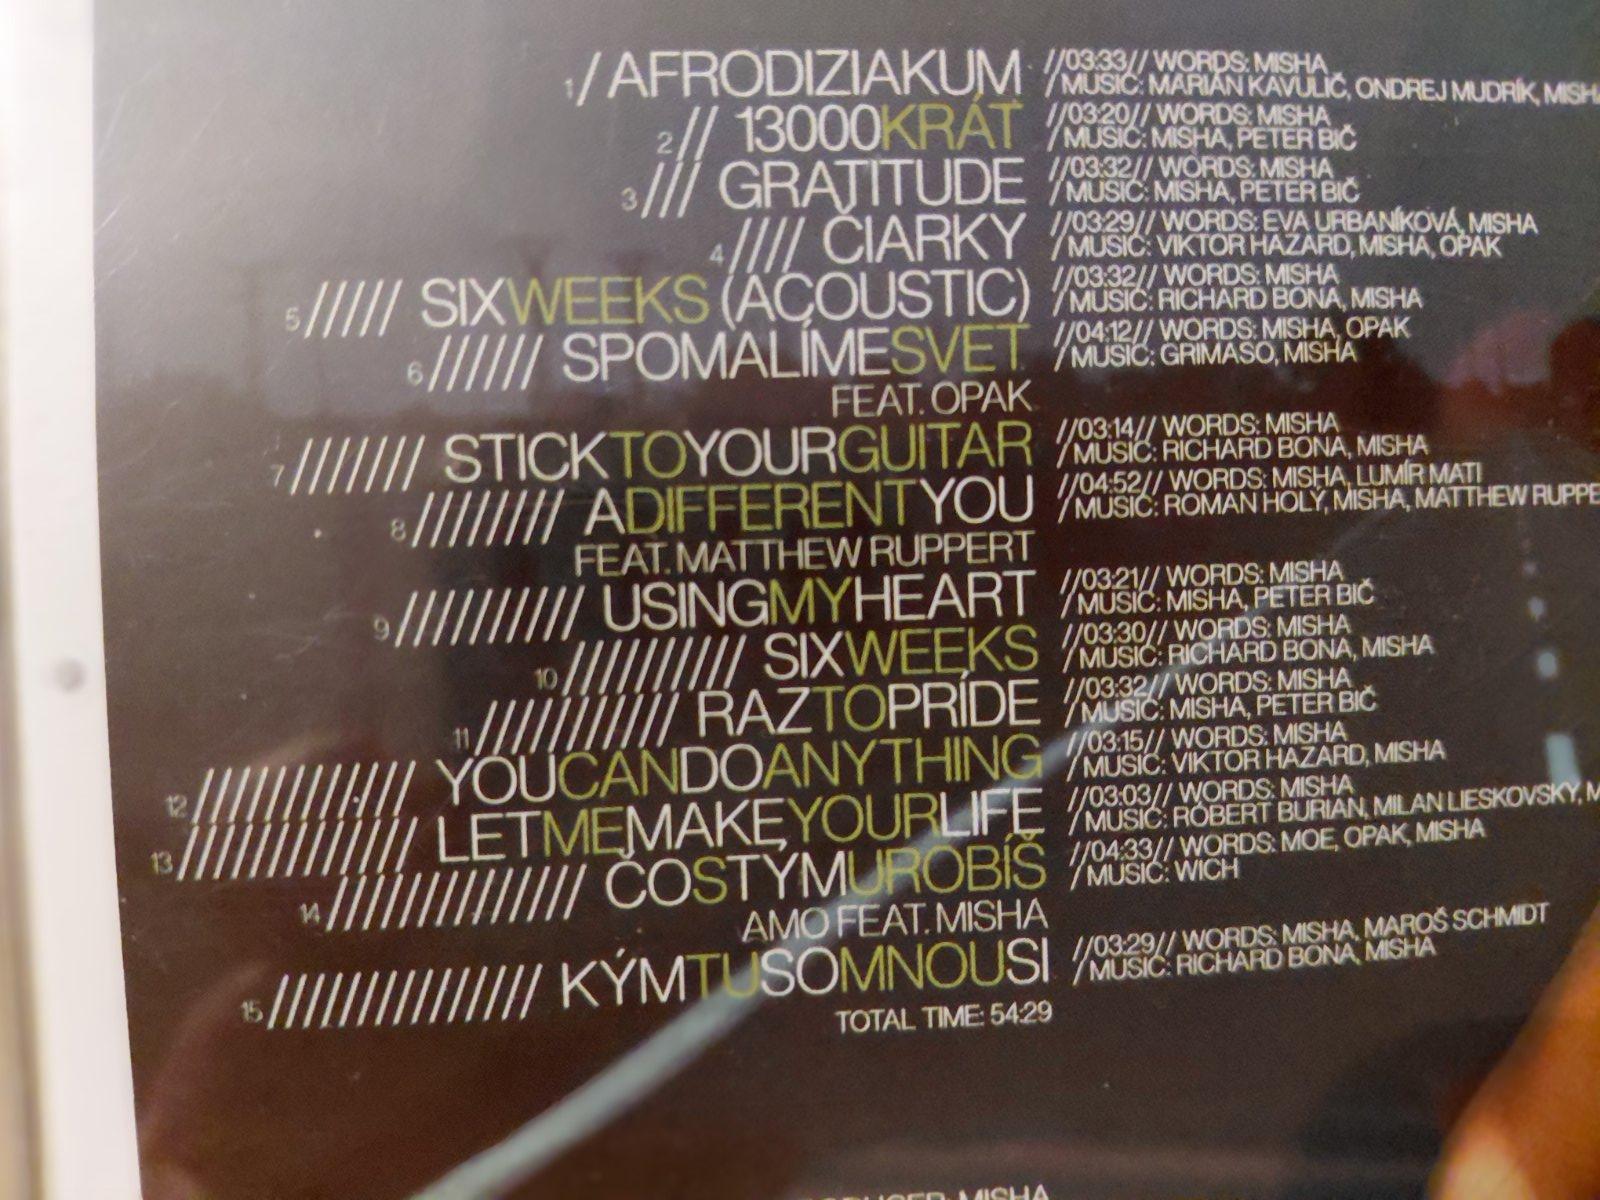 1/ AFRODIZIAKUM //03:33// WORDS: MISHA
/MUSIC: MARIÁN KAVULIČ, ONDREJ MUDRÍK, MISHA
2// 13000KRÁT //03:20// WORDS: MISHA
/MUSIC: MISHA, PETER BIČ
3/// GRATITUDE //03:32// WORDS: MISHA
/MUSIC: MISHA, PETER BIČ
4//// ČIARKY //03:29// WORDS: EVA URBANÍKOVÁ, MISHA
/MUSIC: VIKTOR HAZARD, MISHA, OPAK
5///// SIXWEEKS (ACOUSTIC) //03:32// WORDS: MISHA
/MUSIC: RICHARD BONA, MISHA
6////// SPOMALÍMESVET //04:12// WORDS: MISHA, OPAK
/MUSIC: GRIMASO, MISHA
FEAT. OPAK
7/////// STICKTOYOURGUITAR //03:14// WORDS: MISHA
/MUSIC: RICHARD BONA, MISHA
8//////// ADIFFERENTYOU //04:52// WORDS: MISHA, LUMÍR MATI
/MUSIC: ROMAN HOLÝ, MISHA, MATTHEW RUPPE
FEAT. MATTHEW RUPPERT
9////////// USINGMYHEART //03:21// WORDS: MISHA
/MUSIC: MISHA, PETER BIČ
10////////// SIXWEEKS //03:30// WORDS: MISHA
/MUSIC: RICHARD BONA, MISHA
11/////////// RAZTOPRÍDE //03:32// WORDS: MISHA
/MUSIC: MISHA, PETER BIČ
12//////////// YOUCANDOANYTHING //03:15// WORDS: MISHA
/MUSIC: VIKTOR HAZARD, MISHA
13///////////// LETMEMAKEYOURLIFE //03:03// WORDS: MISHA
/MUSIC: RÓBERT BURIAN, MILAN LIESKOVSKY, M
14////////////// ČOSTÝMUROBÍŠ //04:33// WORDS: MOE, OPAK, MISHA
/MUSIC: WICH
AMO FEAT. MISHA
15/////////////// KÝMTUSOMNOUSI //03:29// WORDS: MISHA, MAROŠ SCHMIDT
/MUSIC: RICHARD BONA, MISHA
TOTAL TIME: 54:29
MISHA